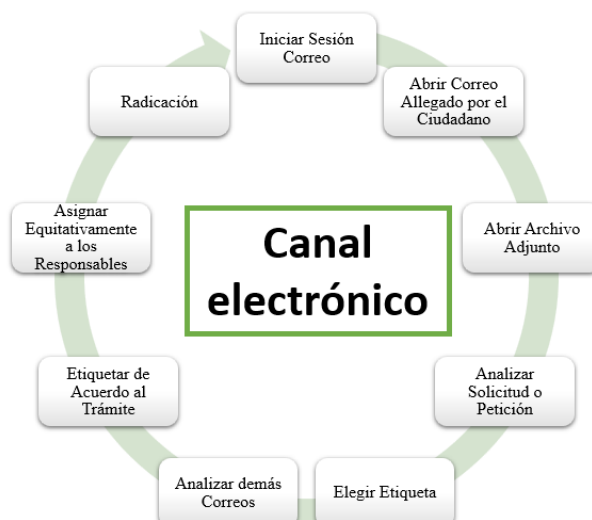 Iniciar Sesión
Correo
Abrir Correo
Allegado por el
Ciudadano
Abrir Archivo
Adjunto
Analizar
Solicitud o
Petición
Elegir Etiqueta
Analizar demás
Correos
Etiquetar de
Acuerdo al
Trámite
Asignar
Equitativamente
a los
Responsables
Radicación
Canal
electrónico